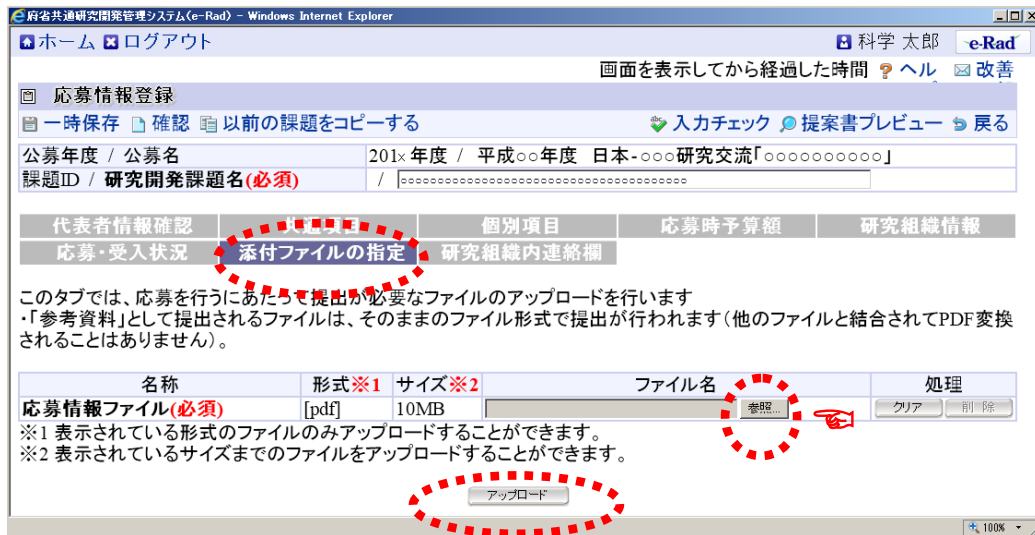 府省共通研究開発管理システム(e-Rad) - Windows Internet Explorer
ホーム ログアウト 科学 太郎 e-Rad
画面を表示してから経過した時間 ヘル 改善
応募情報登録
一時保存 確認 以前の課題をコピーする 入力チェック 提案書プレビュー 戻る
公募年度 / 公募名 201×年度 / 平成○○年度 日本-○○○研究交流「○○○○○○○○○○」
課題ID / 研究開発課題名(必須) /
代表者情報確認 共通項目 個別項目 応募時予算額 研究組織情報
応募・受入状況 添付ファイルの指定 研究組織内連絡欄
このタブでは、応募を行うにあたって提出が必要なファイルのアップロードを行います
・「参考資料」として提出されるファイルは、そのままのファイル形式で提出が行われます(他のファイルと結合されてPDF変換
されることはありません)。
名称 形式※1 サイズ※2 ファイル名 処理
応募情報ファイル(必須) [pdf] 10MB 参照... クリア 削除
※1 表示されている形式のファイルのみアップロードすることができます。
※2 表示されているサイズまでのファイルをアップロードすることができます。
アップロード
100%